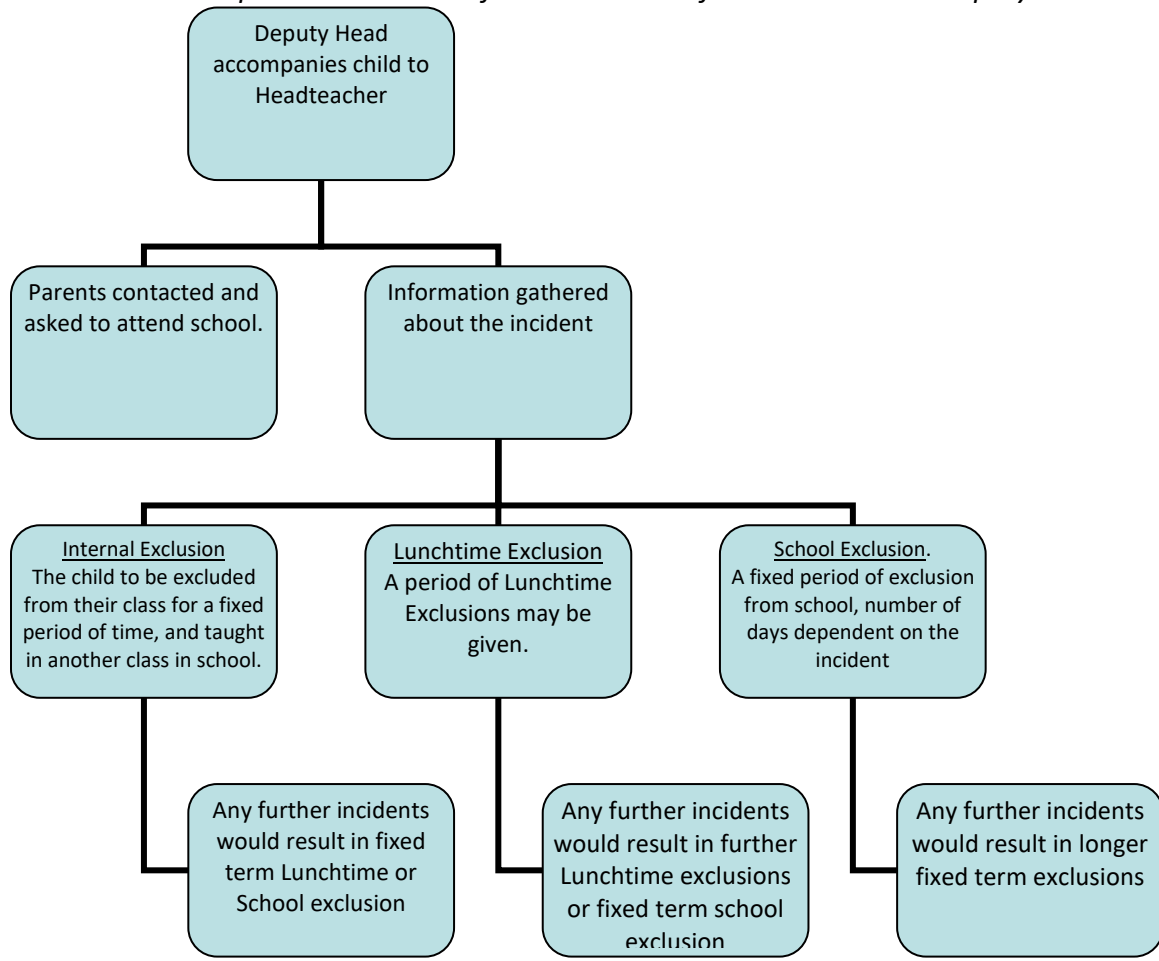 Deputy Head
accompanies child to
Headteacher
Parents contacted and
asked to attend school.
Information gathered
about the incident
Internal Exclusion
The child to be excluded
from their class for a fixed
period of time, and taught
in another class in school.
Lunchtime Exclusion
A period of Lunchtime
Exclusions may be
given.
School Exclusion.
A fixed period of exclusion
from school, number of
days dependent on the
incident
Any further incidents
would result in fixed
term Lunchtime or
School exclusion
Any further incidents
would result in further
Lunchtime exclusions
or fixed term school
exclusion
Any further incidents
would result in longer
fixed term exclusions